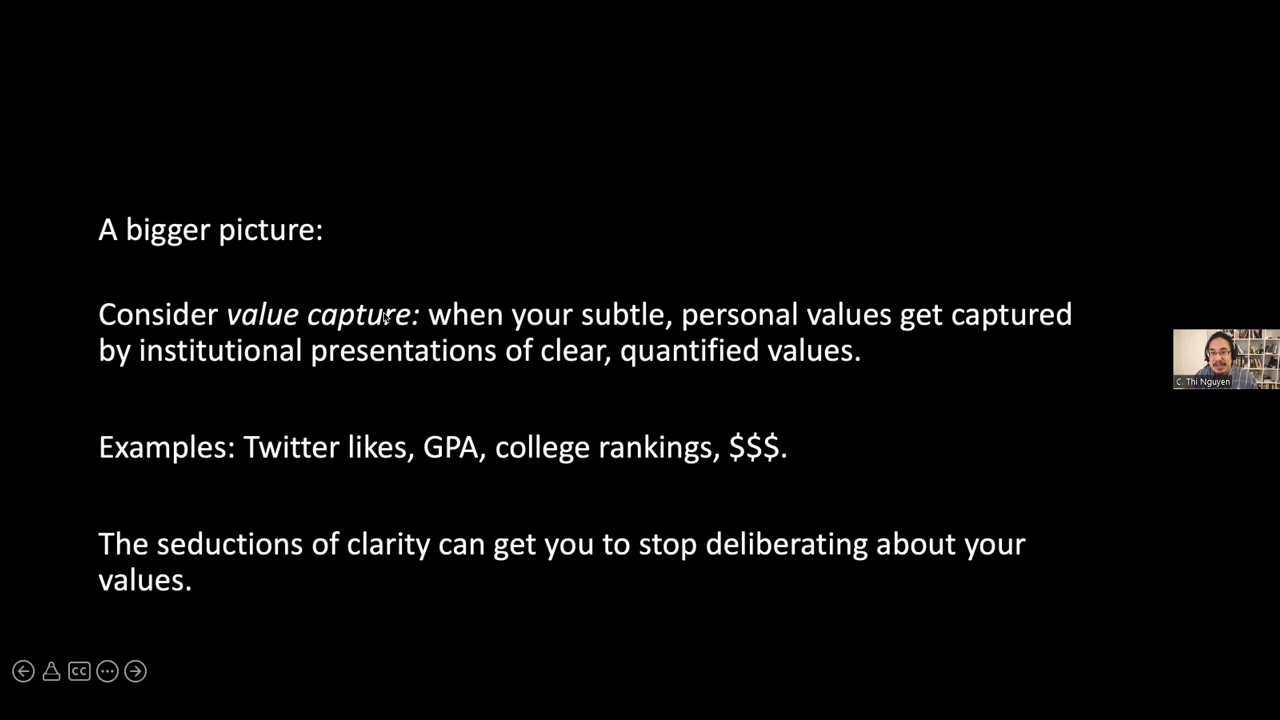 A bigger picture:
Consider value capture: when your subtle, personal values get captured
by institutional presentations of clear, quantified values.
Examples: Twitter likes, GPA, college rankings, $$$.
The seductions of clarity can get you to stop deliberating about your
values.
C. Thi Nguyen
CC